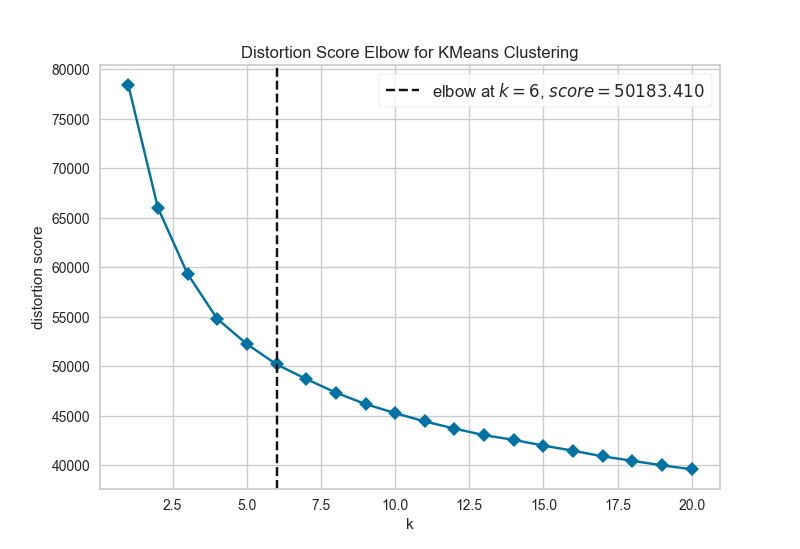 Distortion Score Elbow for KMeans Clustering
elbow at k = 6, score = 50183.410
80000
75000
70000
65000
60000
55000
50000
45000
40000
distortion score
2.5 5.0 7.5 10.0 12.5 15.0 17.5 20.0
k